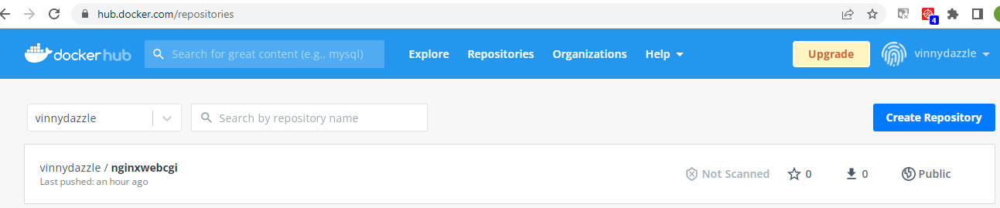 hub.docker.com/repositories
4
dockerhub
Search for great content (e.g., mysql)
Explore
Repositories
Organizations
Help
Upgrade
vinnydazzle
vinnydazzle
Search by repository name
Create Repository
vinnydazzle / nginxwebcgi
Not Scanned
0
0
Public
Last pushed: an hour ago